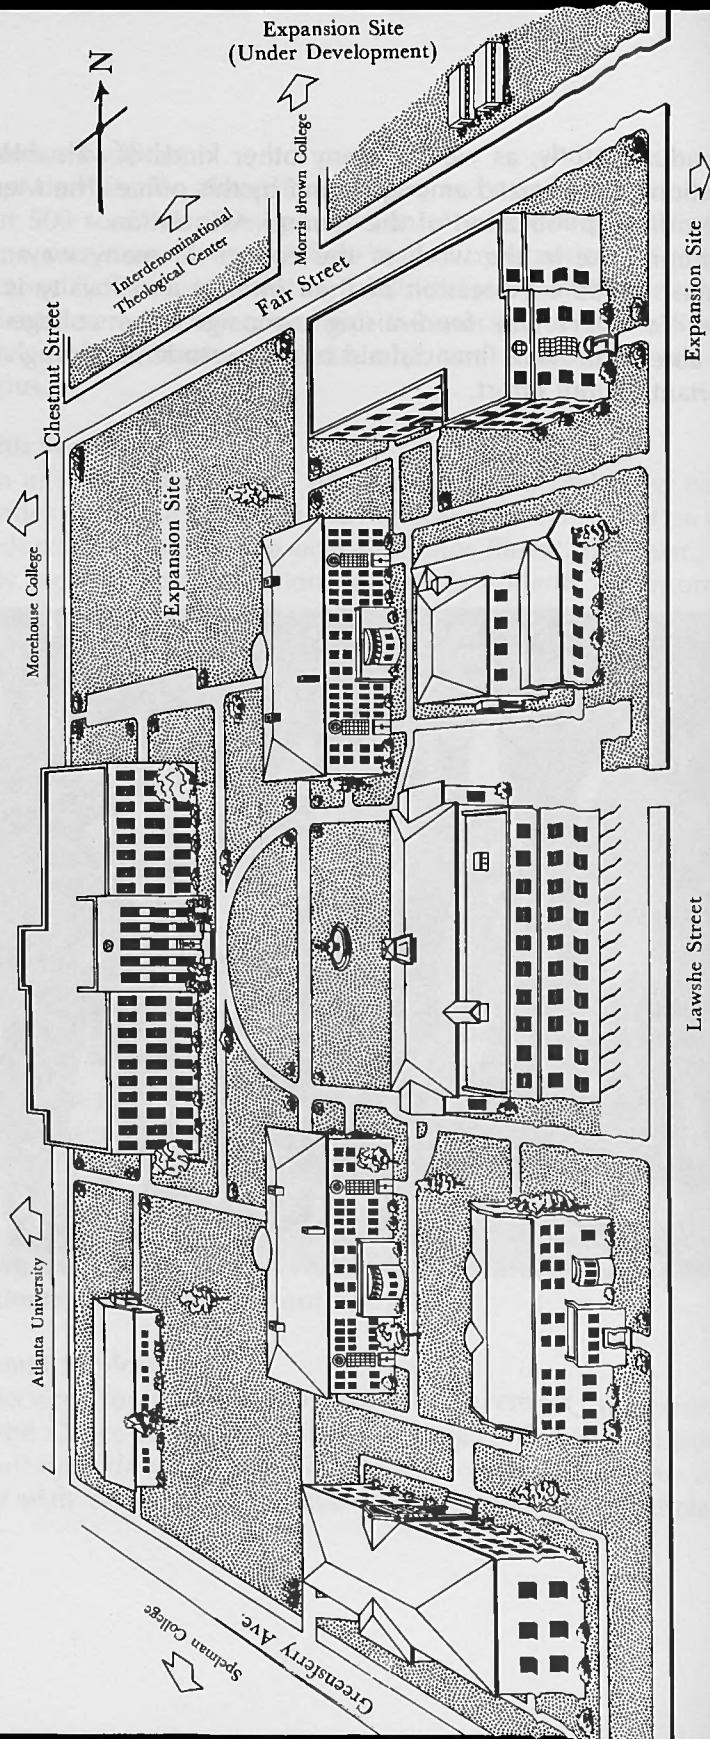 Expansion Site
(Under Development)
N
Morris Brown College
Interdenominational
Theological Center
Fair Street
Chestnut Street
Expansion Site
Expansion Site
Morehouse College
Lawshe Street
Atlanta University
Spelman College
Greensferry Ave.